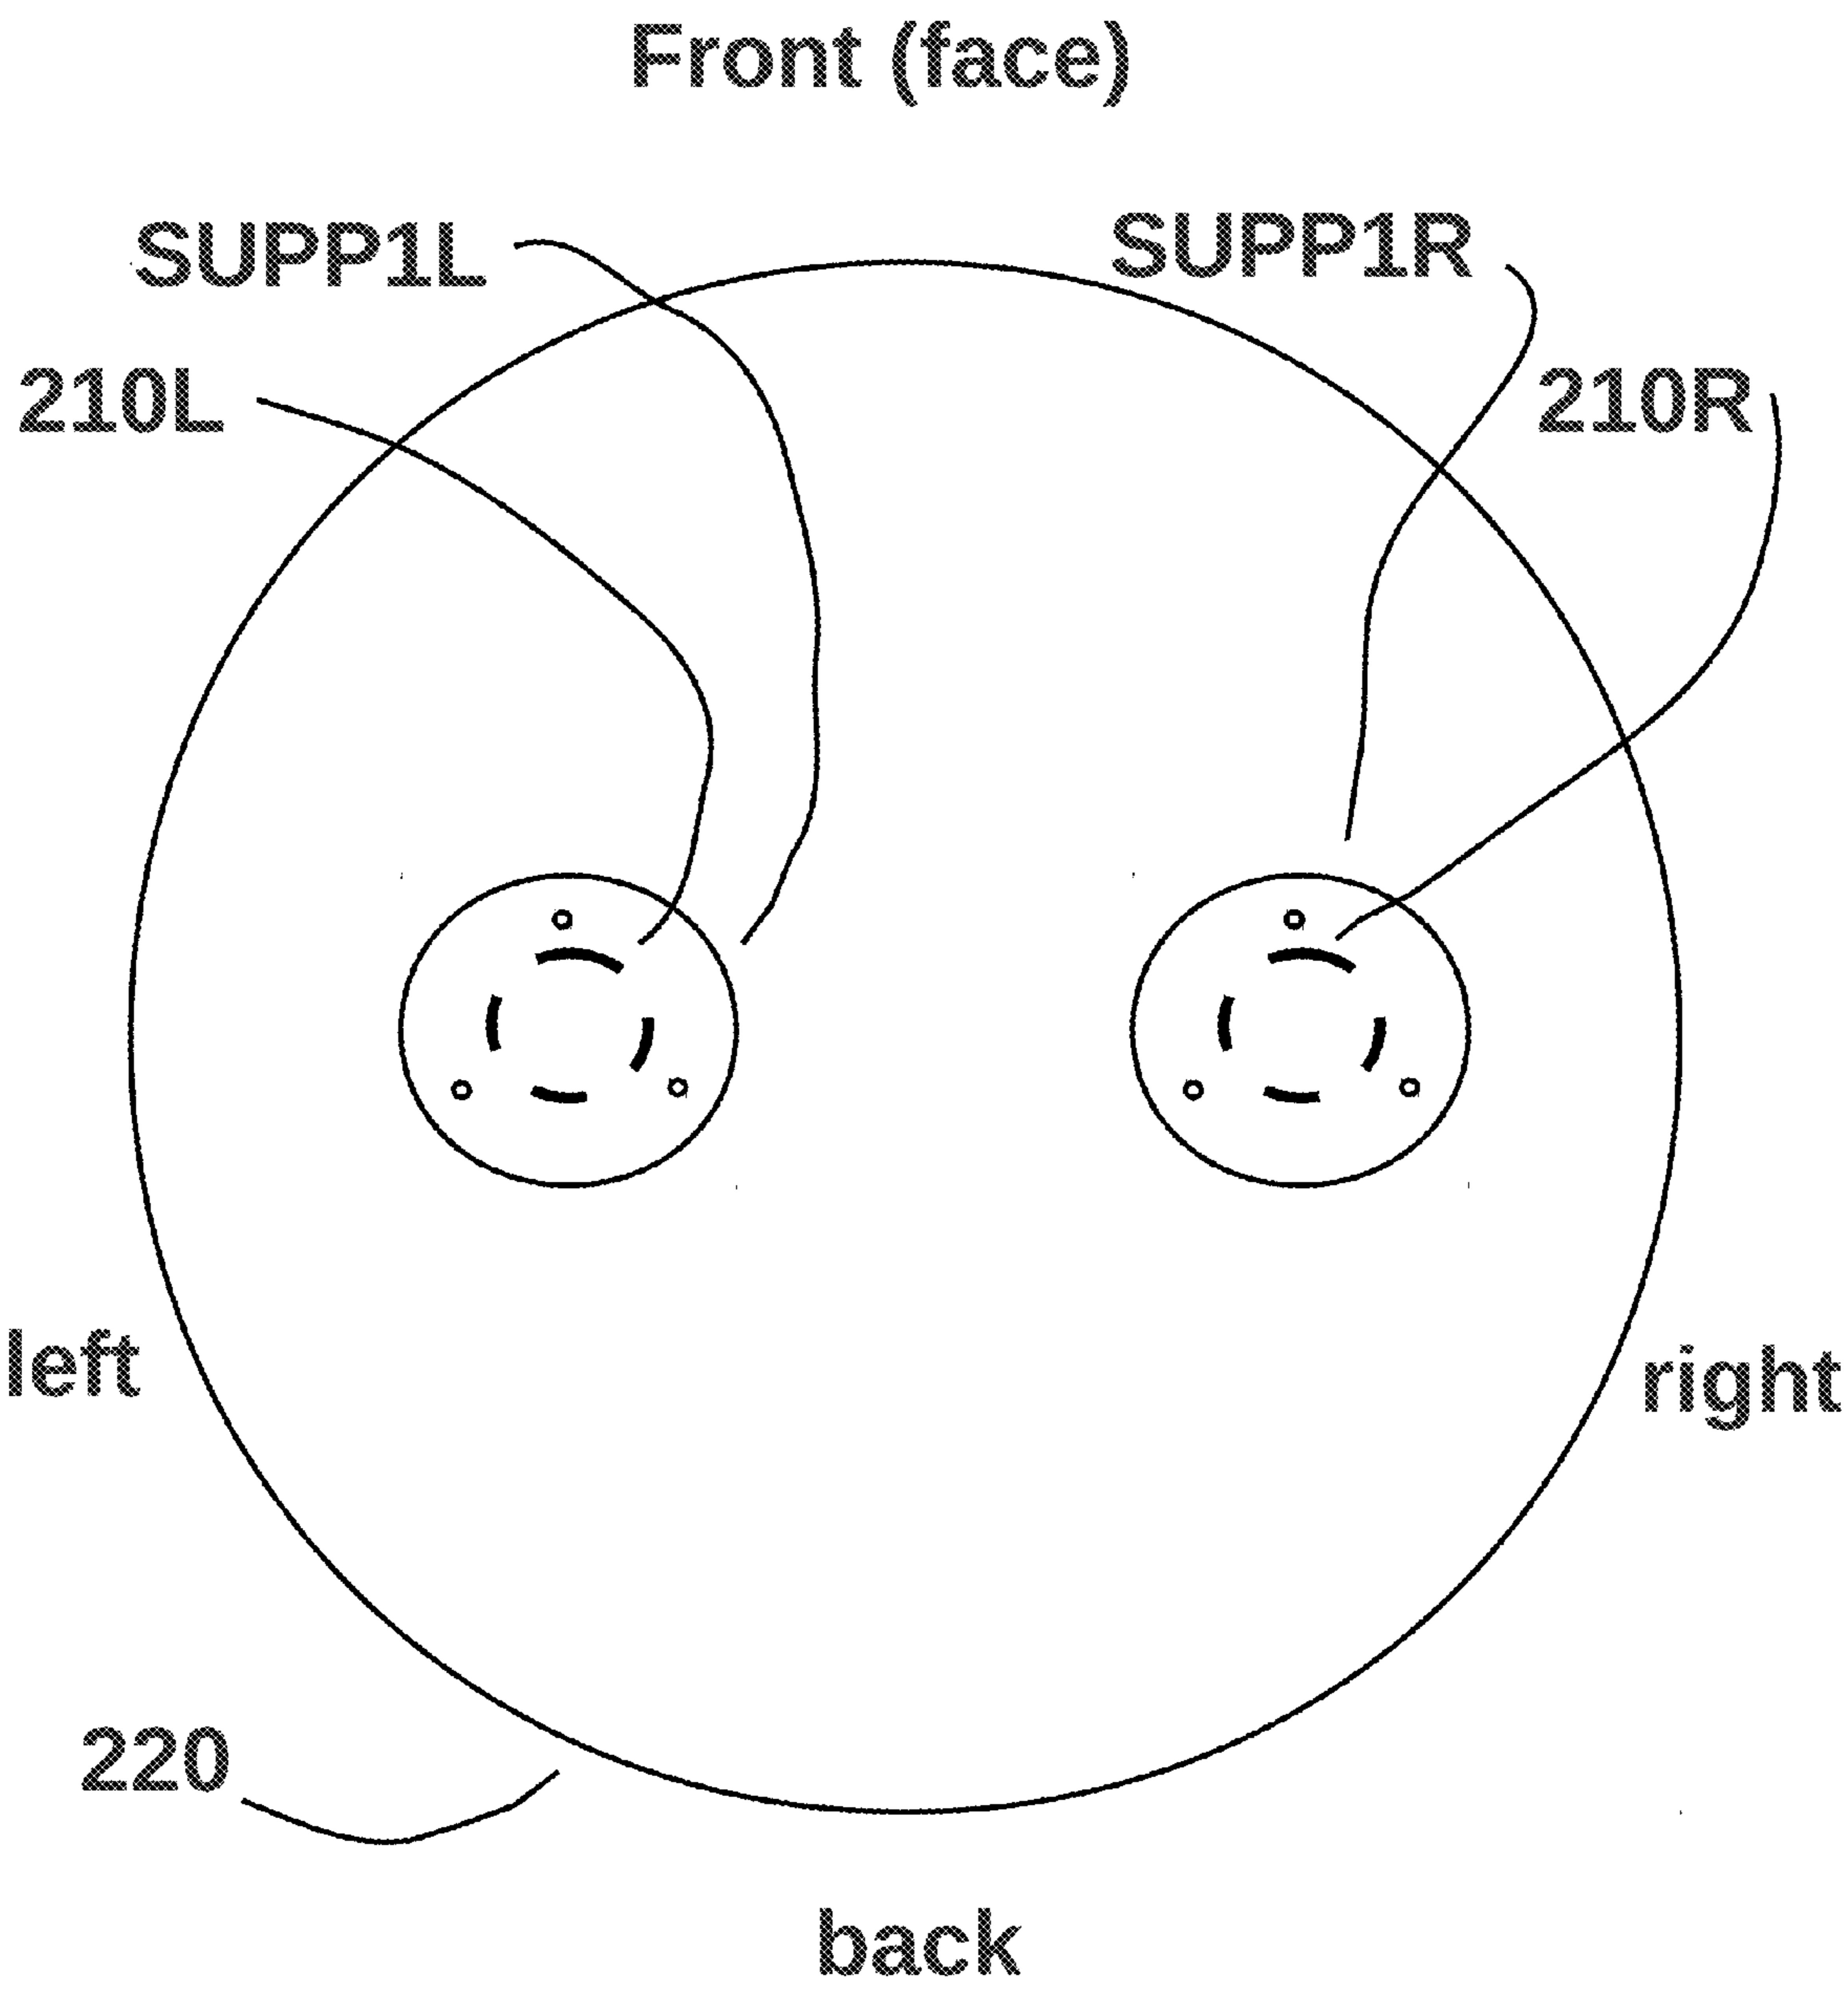 Front (face)
SUPP1L
SUPP1R
210L
210R
left
right
220
back